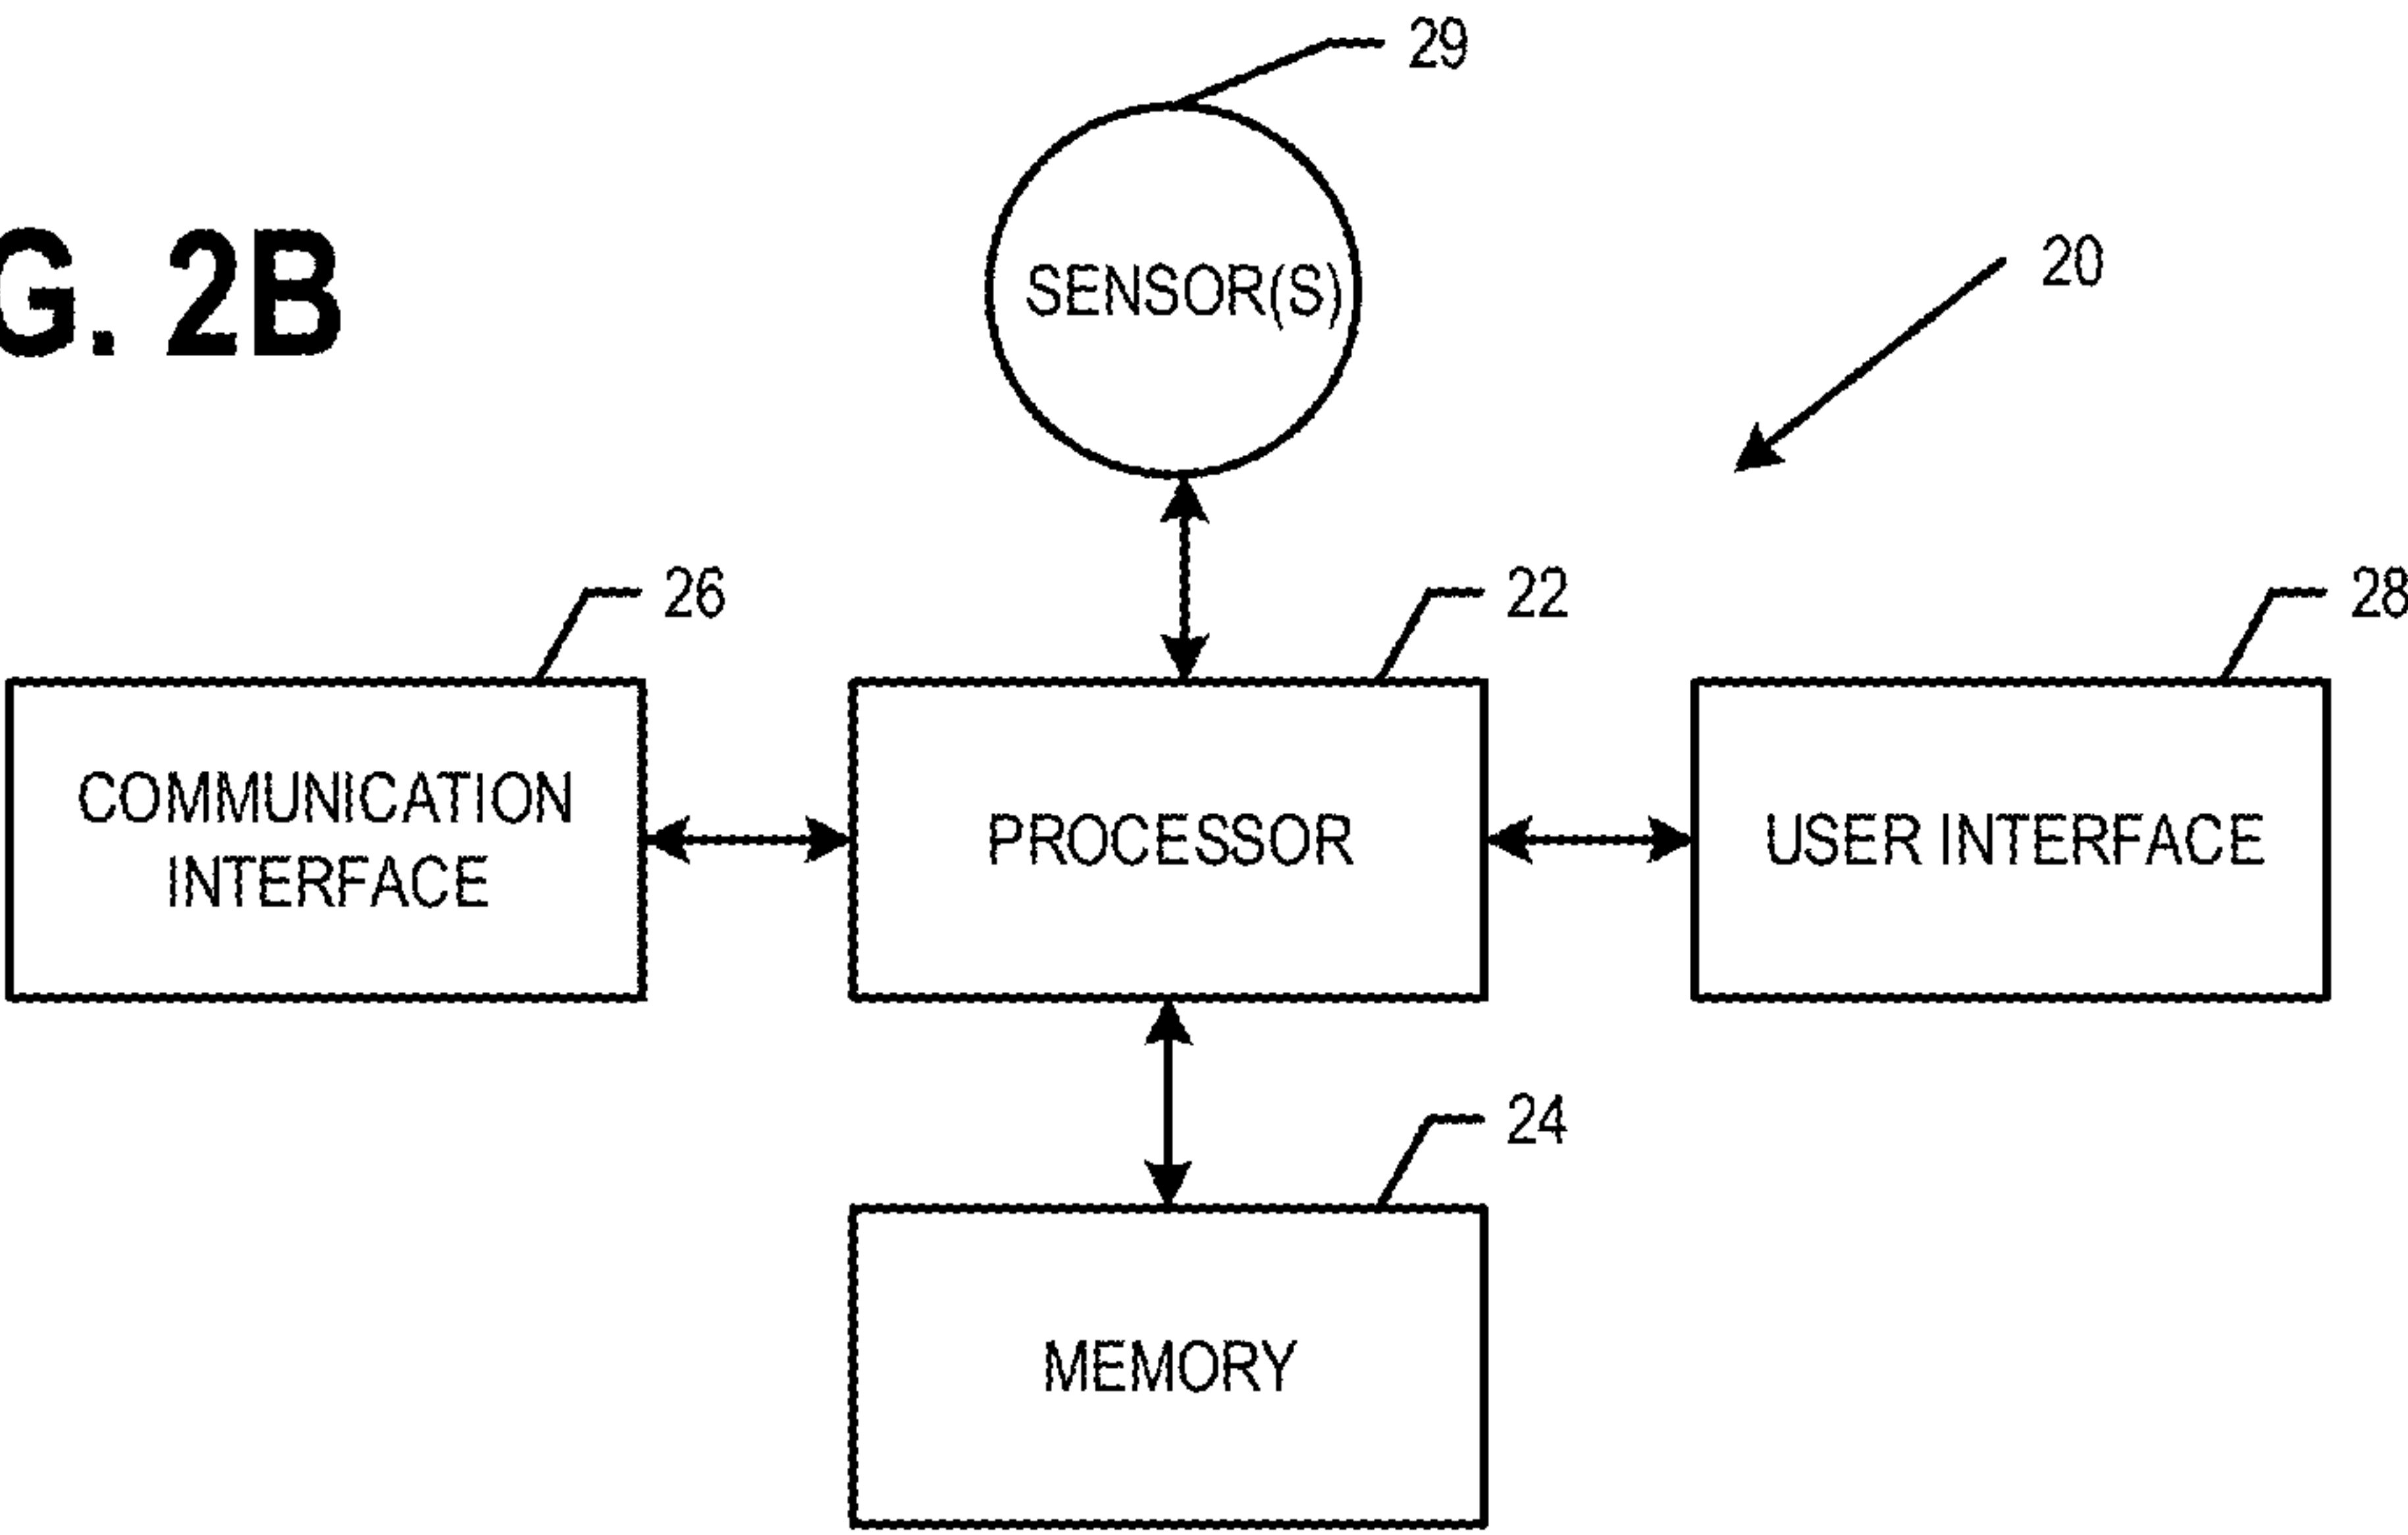 29
G. 2B
SENSOR(S)
20
26
22
28
COMMUNICATION
INTERFACE
PROCESSOR
USER INTERFACE
24
MEMORY